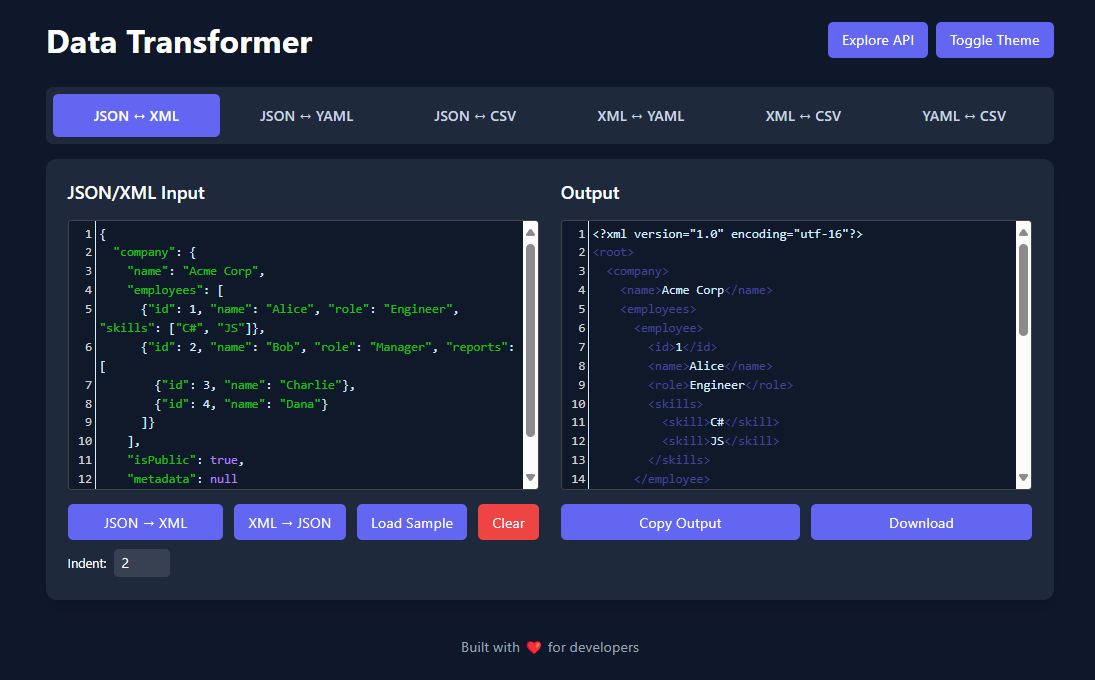 Data Transformer
Explore API
Toggle Theme
JSON ↔ XML
JSON ↔ YAML
JSON ↔ CSV
XML ↔ YAML
XML ↔ CSV
YAML ↔ CSV
JSON/XML Input
1 {
2   "company": {
3     "name": "Acme Corp",
4     "employees": [
5       {"id": 1, "name": "Alice", "role": "Engineer",
"skills": ["C#", "JS"]},
6       {"id": 2, "name": "Bob", "role": "Manager", "reports":
[
7         {"id": 3, "name": "Charlie"},
8         {"id": 4, "name": "Dana"}
9       ]}
10     ],
11     "isPublic": true,
12     "metadata": null
JSON → XML
XML → JSON
Load Sample
Clear
Indent: 2
Output
1 <?xml version="1.0" encoding="utf-16"?>
2 <root>
3   <company>
4     <name>Acme Corp</name>
5     <employees>
6       <employee>
7         <id>1</id>
8         <name>Alice</name>
9         <role>Engineer</role>
10         <skills>
11           <skill>C#</skill>
12           <skill>JS</skill>
13         </skills>
14       </employee>
Copy Output
Download
Built with ❤️ for developers